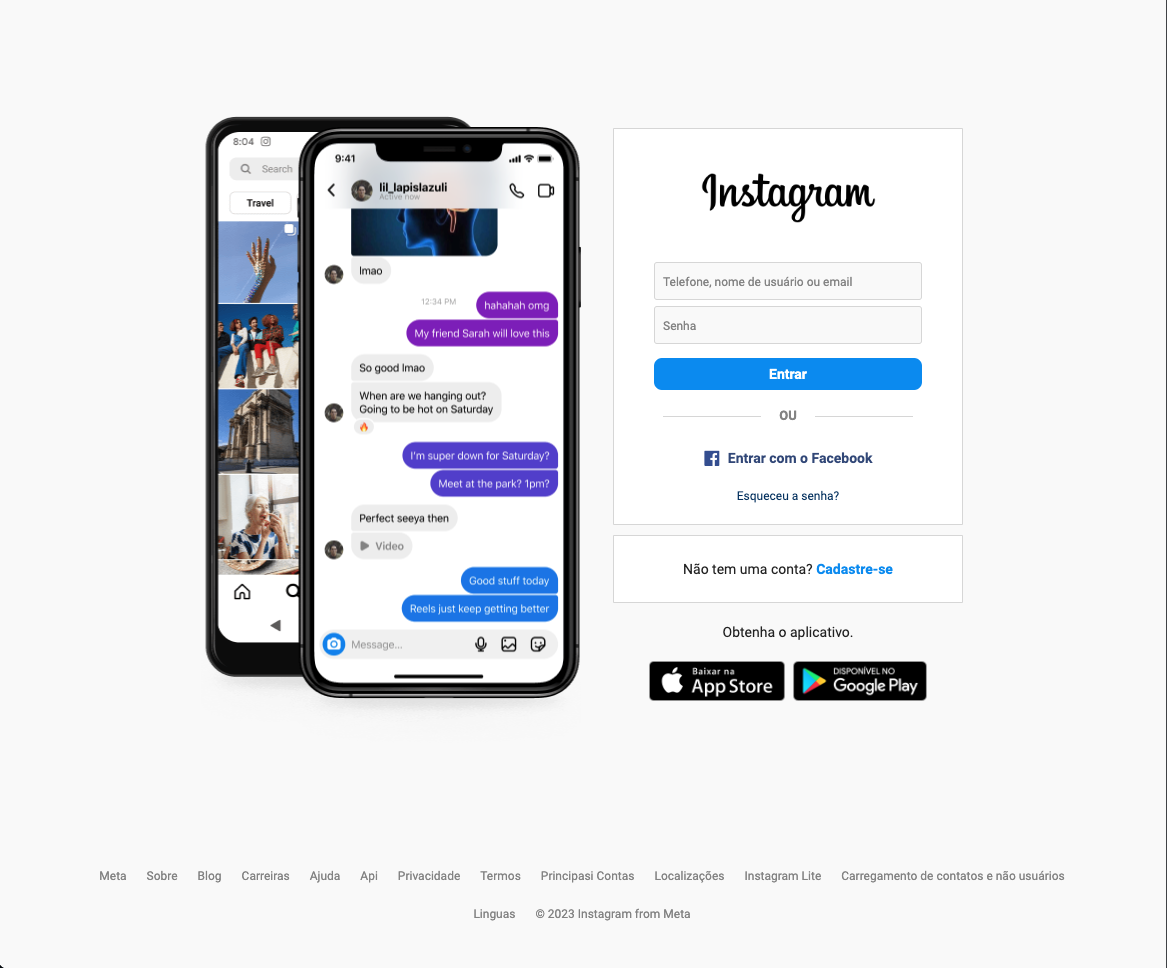 8:04
Search
Travel
9:41
lil_lapislazuli
Active now
lmao
12:34 PM
hahahah omg
My friend Sarah will love this
So good lmao
When are we hanging out?
Going to be hot on Saturday
I'm super down for Saturday?
Meet at the park? 1pm?
Perfect seeya then
Video
Good stuff today
Reels just keep getting better
Message...
Instagram
Telefone, nome de usuário ou email
Senha
Entrar
OU
Entrar com o Facebook
Esqueceu a senha?
Não tem uma conta? Cadastre-se
Obtenha o aplicativo.
Baixar na
App Store
DISPONÍVEL NO
Google Play
Meta Sobre Blog Carreiras Ajuda Api Privacidade Termos Principasi Contas Localizações Instagram Lite Carregamento de contatos e não usuários
Linguas © 2023 Instagram from Meta